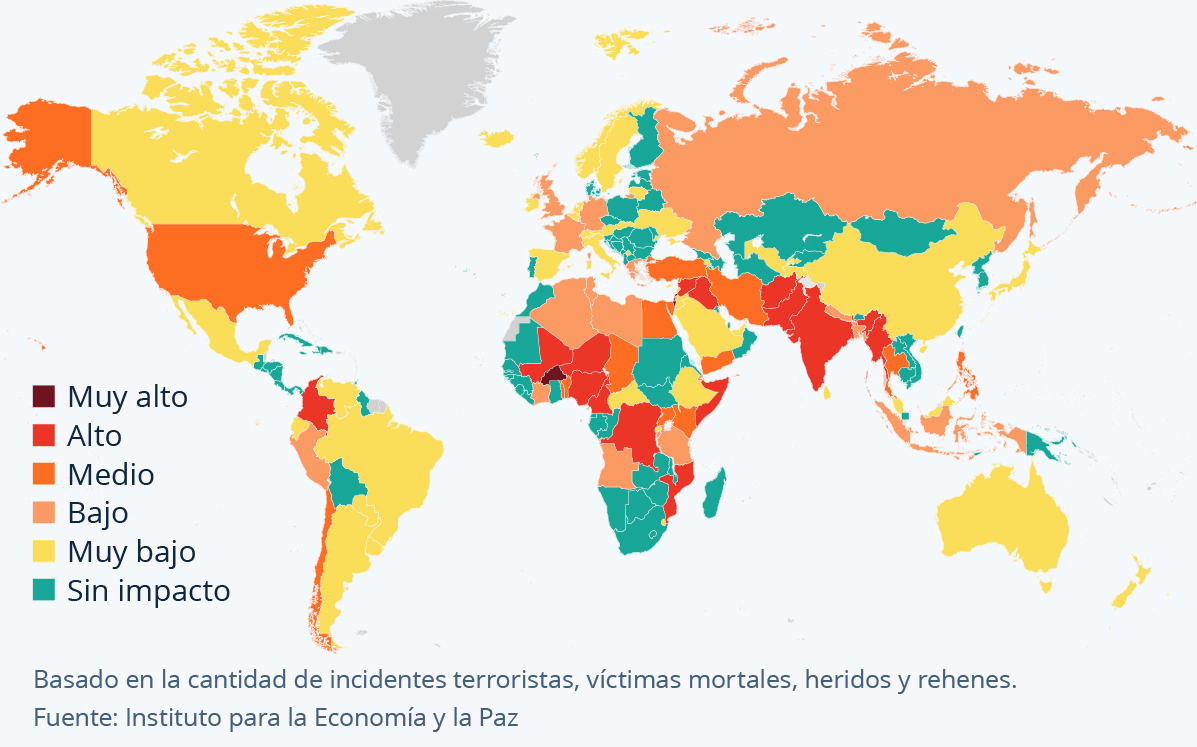 Muy alto
Alto
Medio
Bajo
Muy bajo
Sin impacto
Basado en la cantidad de incidentes terroristas, víctimas mortales, heridos y rehenes.
Fuente: Instituto para la Economía y la Paz